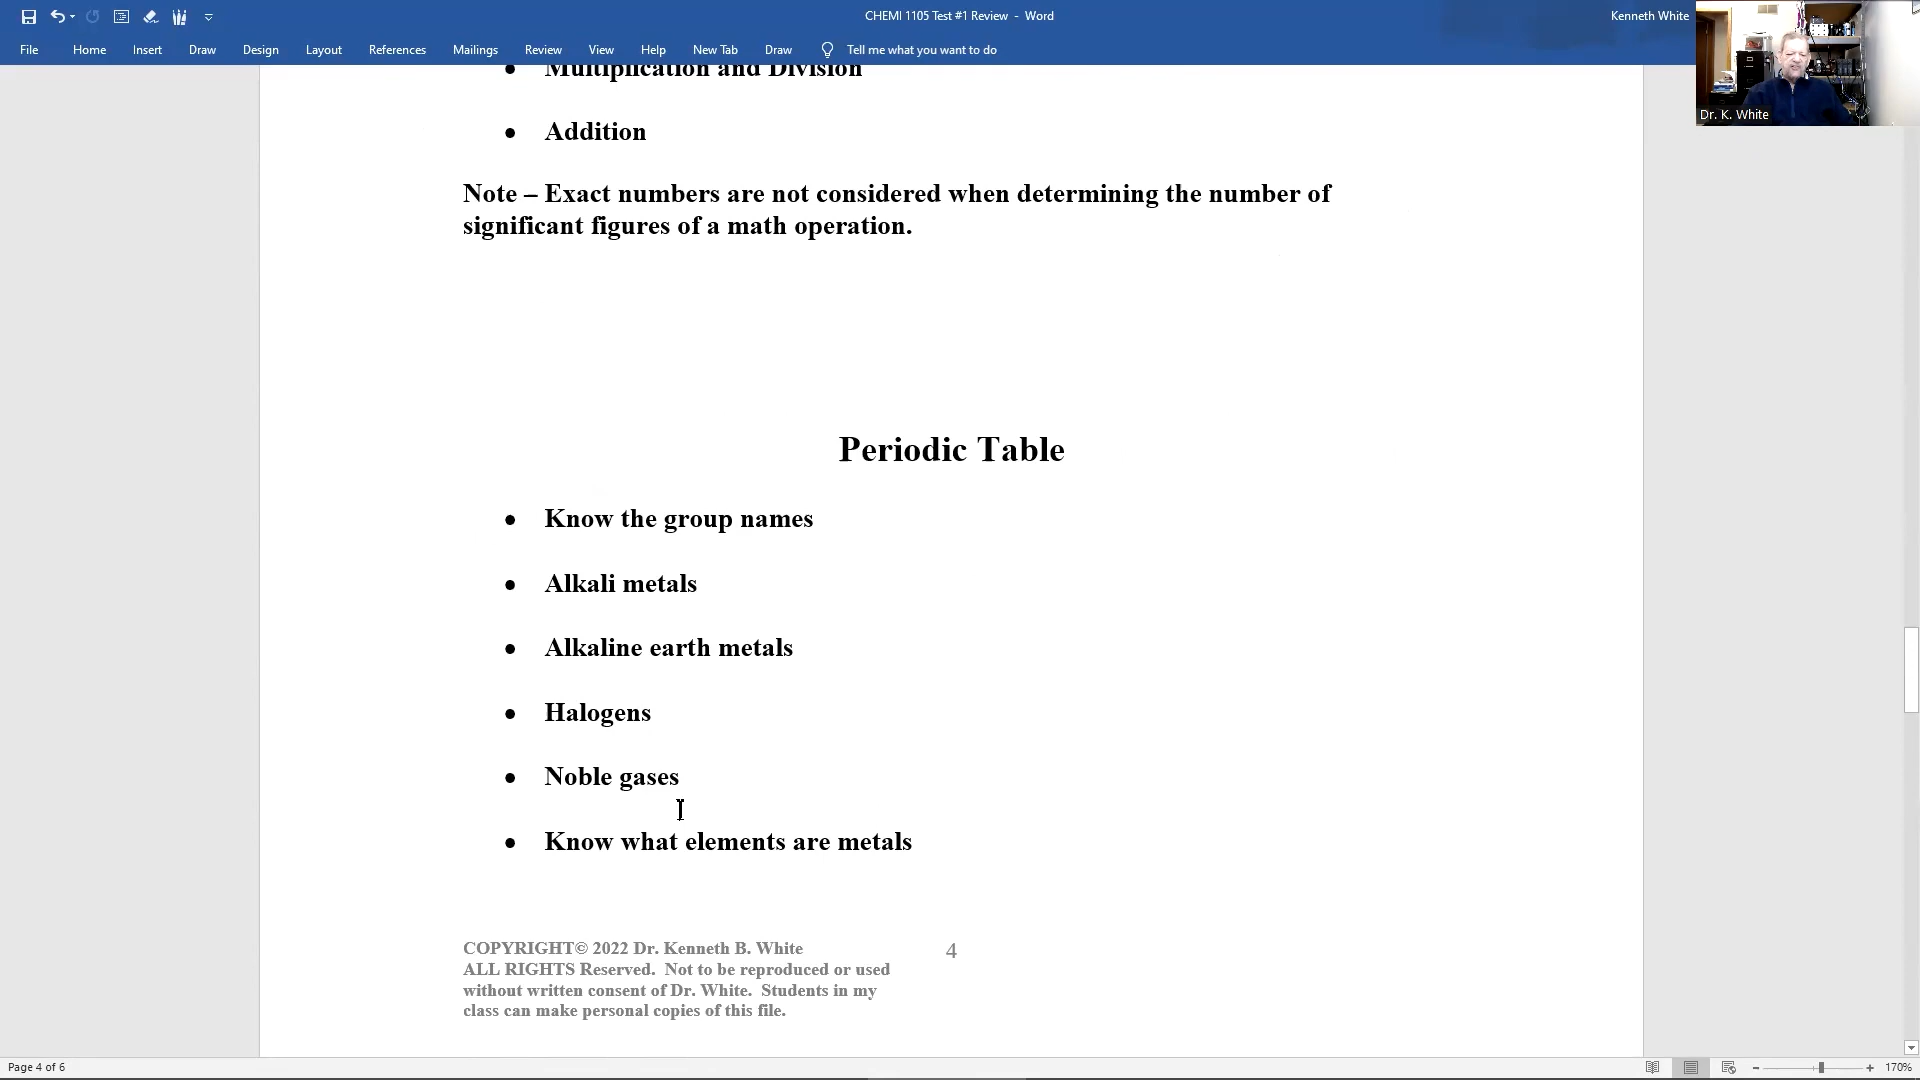 CHEMI 1105 Test #1 Review - Word
Kenneth White
File Home Insert Draw Design Layout References Mailings Review View Help New Tab Draw Tell me what you want to do
Dr. K. White
• Multiplication and Division
• Addition
Note – Exact numbers are not considered when determining the number of
significant figures of a math operation.
Periodic Table
• Know the group names
• Alkali metals
• Alkaline earth metals
• Halogens
• Noble gases
• Know what elements are metals
COPYRIGHT© 2022 Dr. Kenneth B. White
ALL RIGHTS Reserved. Not to be reproduced or used
without written consent of Dr. White. Students in my
class can make personal copies of this file.
4
Page 4 of 6
170%